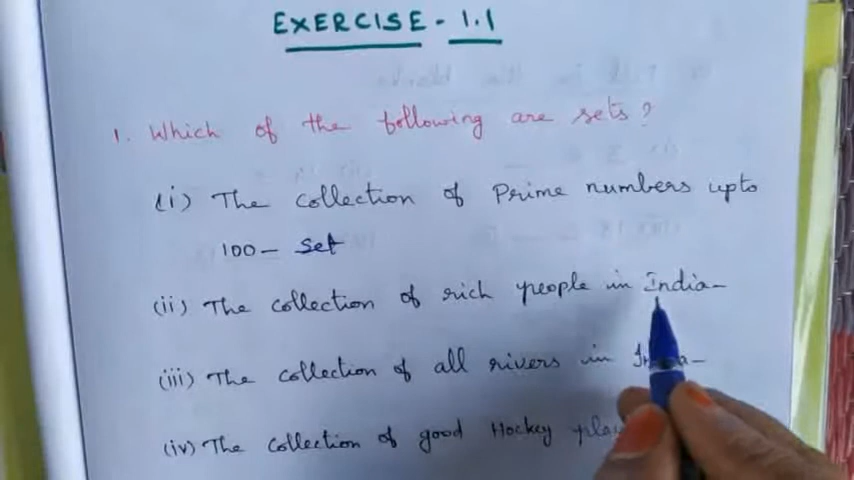 EXERCISE - 1.1
1. Which of the following are sets?
(i) The collection of Prime numbers upto
100 - Set
(ii) The collection of rich people in India -
(iii) The collection of all rivers in
(iv) The collection of good Hockey